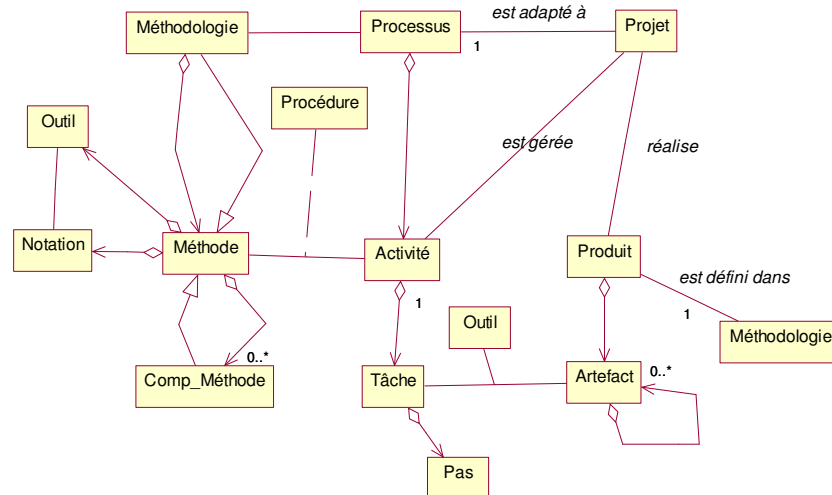 est adapté à
Méthodologie
Processus
Projet
1
Procédure
Outil
est gérée
réalise
Notation
Méthode
Activité
Produit
est défini dans
1
1
Outil
Méthodologie
0..*
Comp_Méthode
Tâche
Artefact
0..*
Pas